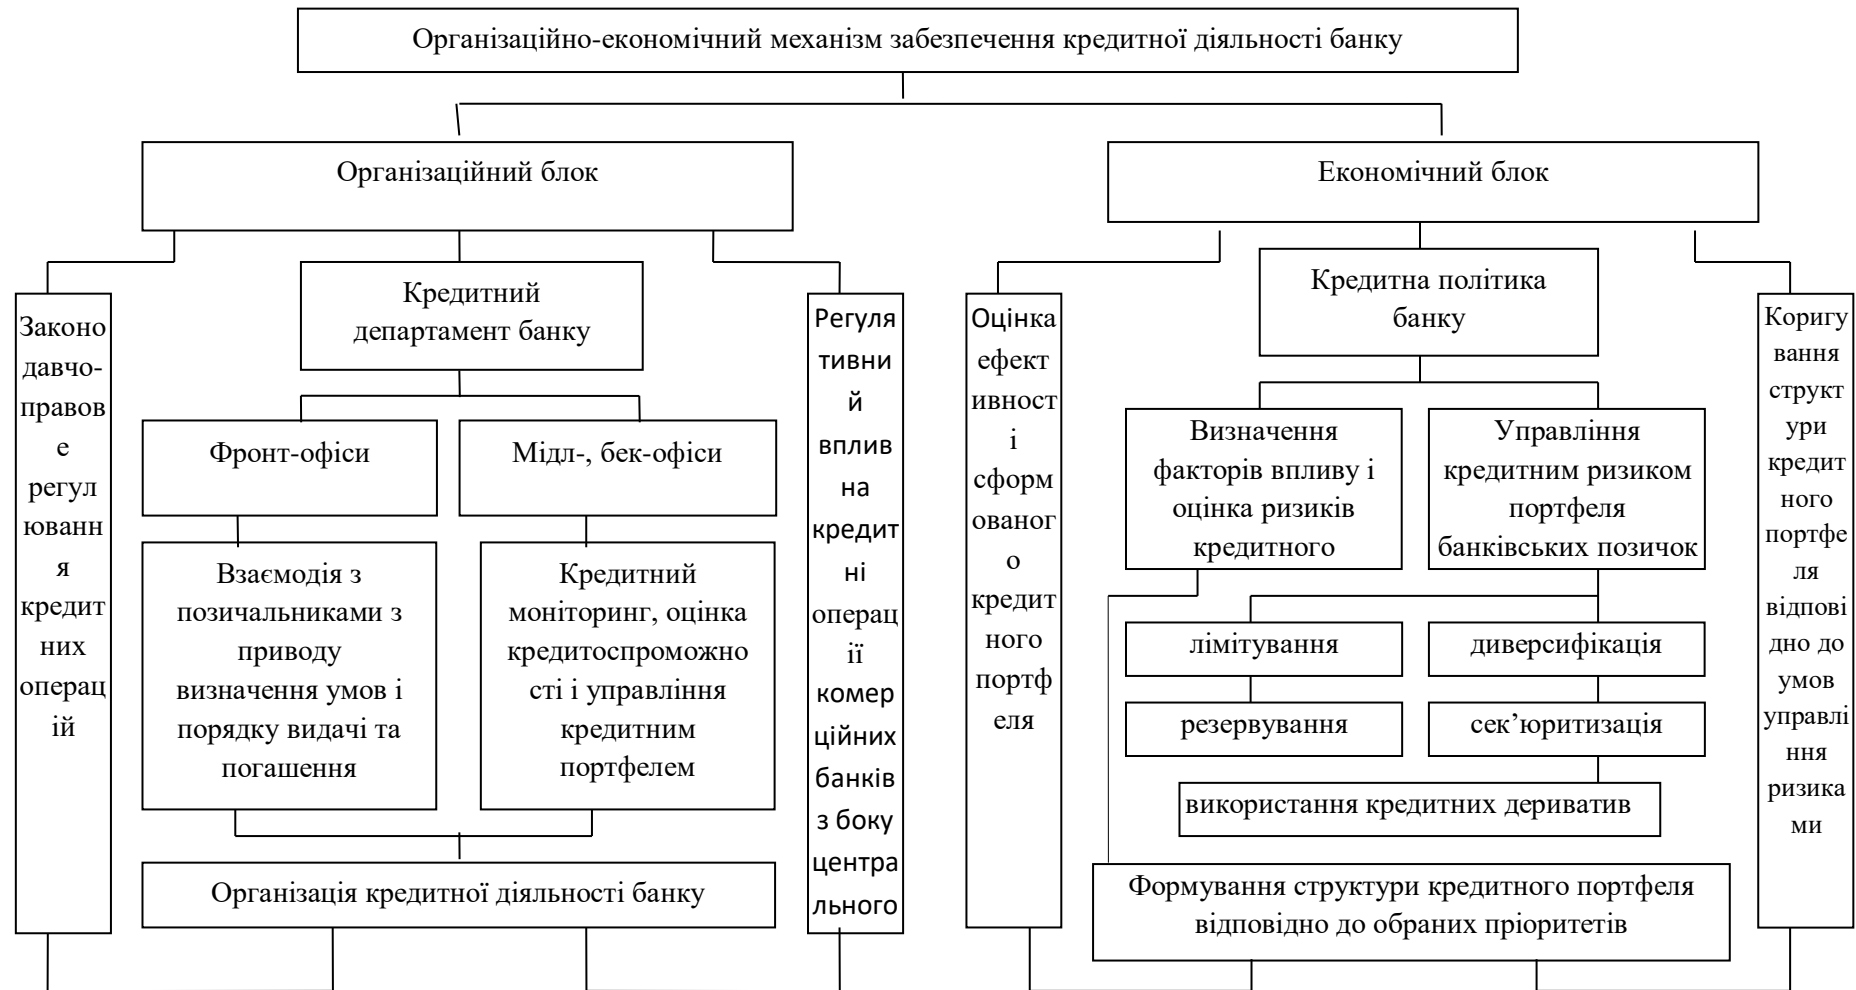 Організаційно-економічний механізм забезпечення кредитної діяльності банку
Організаційний блок
Економічний блок
Законо
давчо-
правов
е
регул
юванн
я
кредит
них
операц
ій
Кредитний
департамент банку
Фронт-офіси
Мідл-, бек-офіси
Взаємодія з
позичальниками з
приводу
визначення умов і
порядку видачі та
погашення
Кредитний
моніторинг, оцінка
кредитоспроможно
сті і управління
кредитним
портфелем
Організація кредитної діяльності банку
Регуля
тивни
й
вплив
на
кредит
ні
операц
ії
комер
ційних
банків
з боку
центра
льного
Оцінка
ефект
ивност
і
сформ
ованог
о
кредит
ного
портф
еля
Кредитна політика
банку
Визначення
факторів впливу і
оцінка ризиків
кредитного
Управління
кредитним ризиком
портфеля
банківських позичок
лімітування
диверсифікація
резервування
сек’юритизація
використання кредитних дериватив
Формування структури кредитного портфеля
відповідно до обраних пріоритетів
Коригу
вання
структ
ури
кредит
ного
портфе
ля
відпові
дно до
умов
управлі
ння
ризика
ми